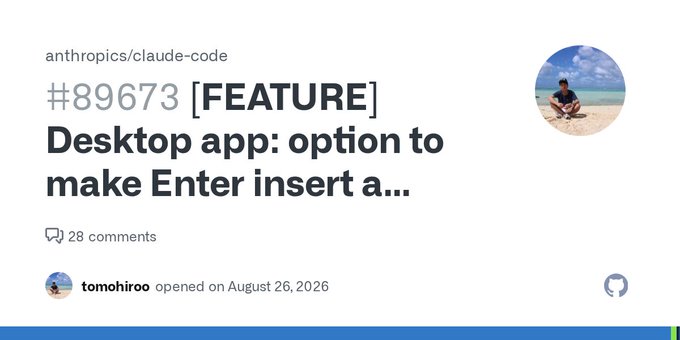 anthropics/claude-code
#89673 [FEATURE]
Desktop app: option to
make Enter insert a...
28 comments
tomohiroo opened on August 26, 2026